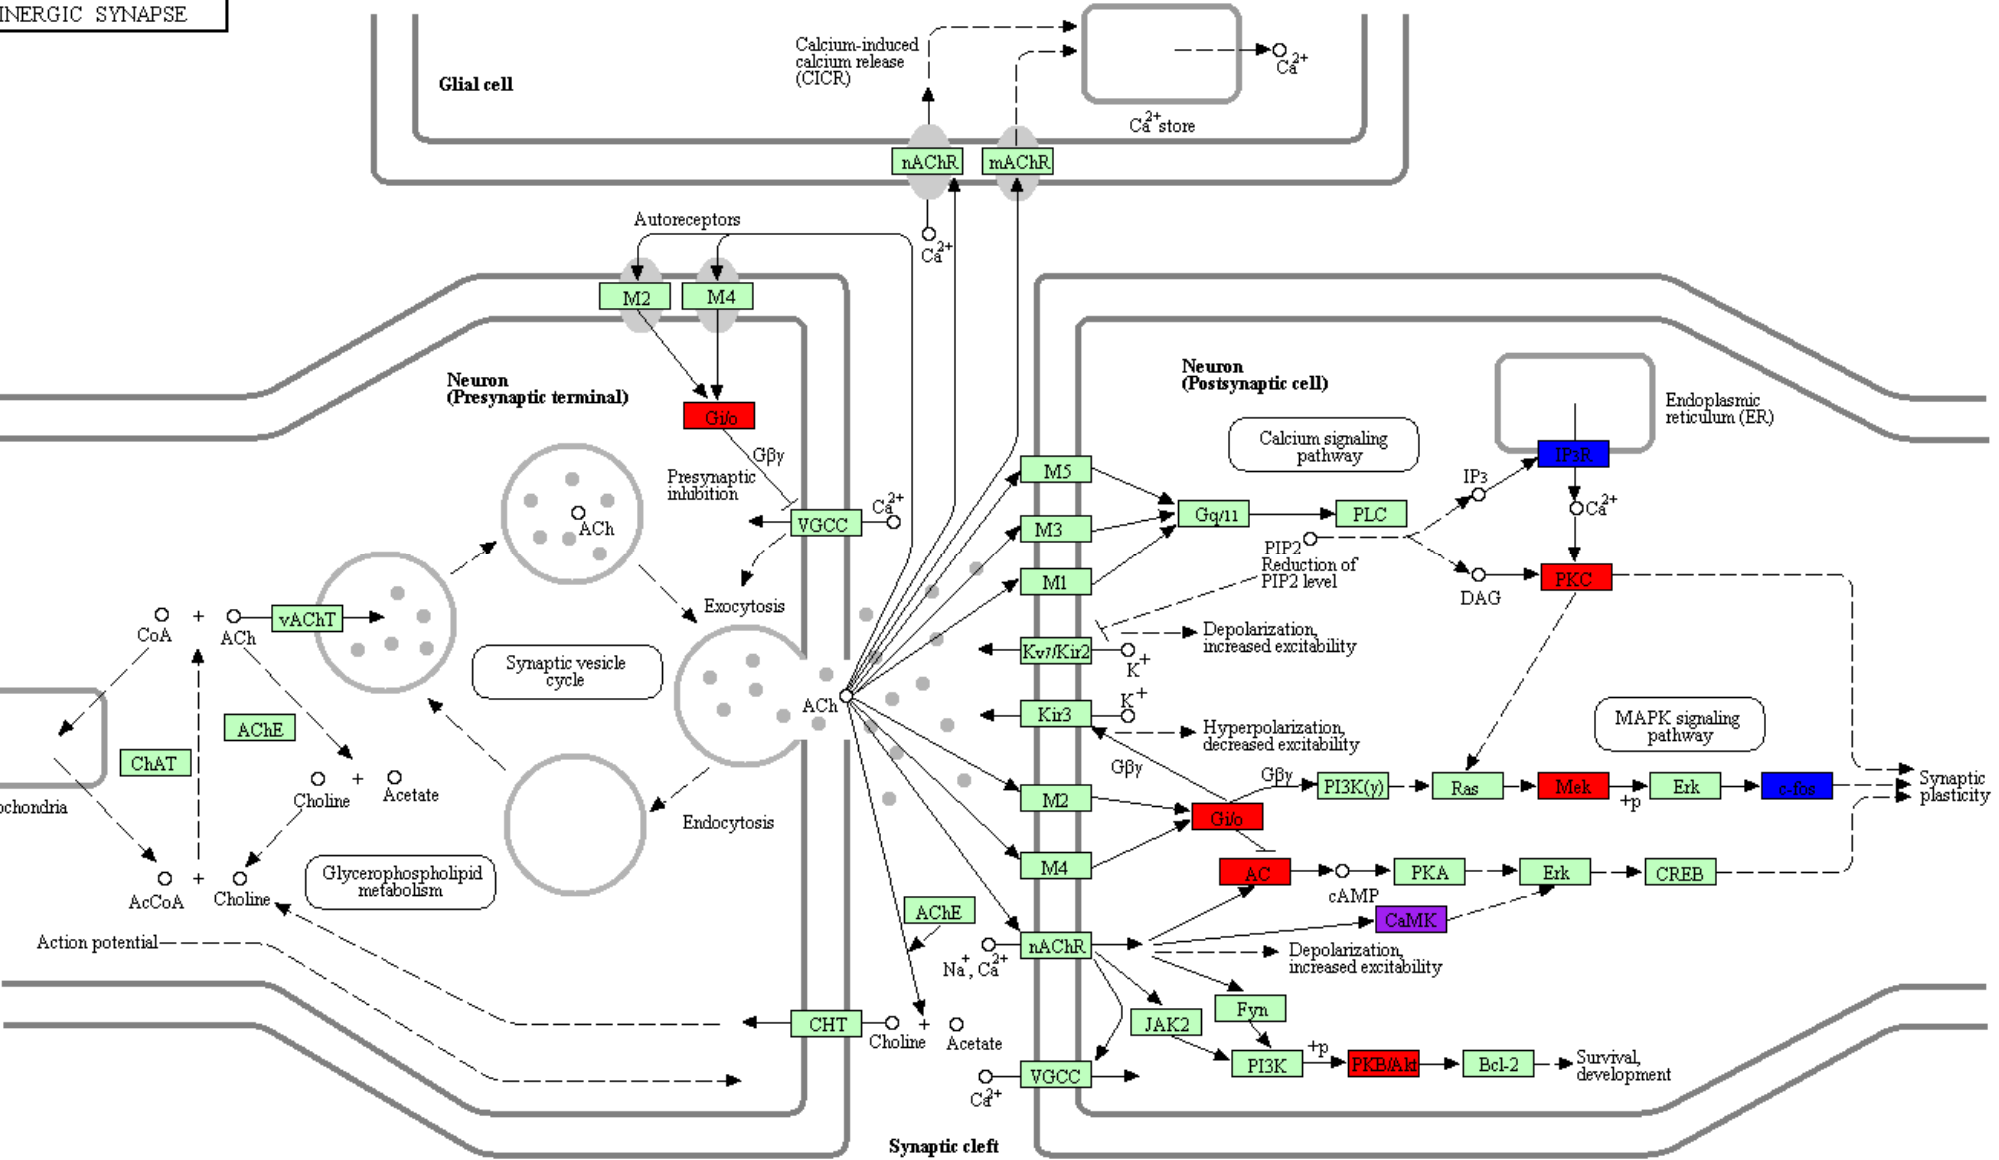 INERGIC SYNAPSE
Glial cell
Calcium-induced
calcium release
(CICR)
Ca2+
Ca2+ store
nAChR
mAChR
Autoreceptors
Ca2+
M2
M4
Neuron
(Presynaptic terminal)
Gi/o
Gβγ
Presynaptic
inhibition
VGCC
Ca2+
ACh
Exocytosis
CoA
+
ACh
vAChT
Synaptic vesicle
cycle
ACh
AChE
ChAT
Choline
+
Acetate
ochondria
Endocytosis
AcCoA
+
Choline
Glycerophospholipid
metabolism
Action potential
AChE
CHT
Choline
+
Acetate
Synaptic cleft
Neuron
(Postsynaptic cell)
Endoplasmic
reticulum (ER)
Calcium signaling
pathway
M5
M3
M1
Gq/11
PLC
IP3
IP3R
Ca2+
PIP2
Reduction of
PIP2 level
DAG
PKC
Kv7/Kir2
K+
Depolarization,
increased excitability
Kir3
K+
Hyperpolarization,
decreased excitability
MAPK signaling
pathway
Gβγ
Gβγ
PI3K(γ)
Ras
Mek
+p
Erk
c-fos
Synaptic
plasticity
M2
Gi/o
M4
AC
cAMP
PKA
Erk
CREB
CaMK
nAChR
Na+, Ca2+
Depolarization,
increased excitability
Fyn
JAK2
PI3K
+p
PKB/Akt
Bcl-2
Survival,
development
VGCC
Ca2+